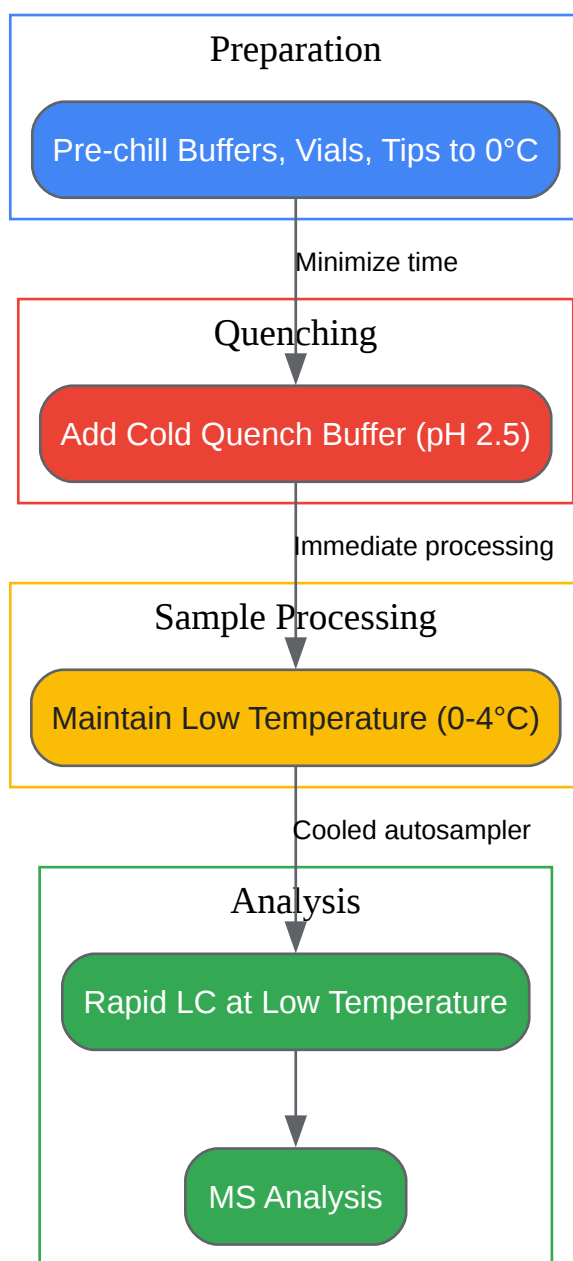 Preparation
Pre-chill Buffers, Vials, Tips to 0°C
Minimize time
Quenching
Add Cold Quench Buffer (pH 2.5)
Immediate processing
Sample Processing
Maintain Low Temperature (0-4°C)
Cooled autosampler
Analysis
Rapid LC at Low Temperature
MS Analysis